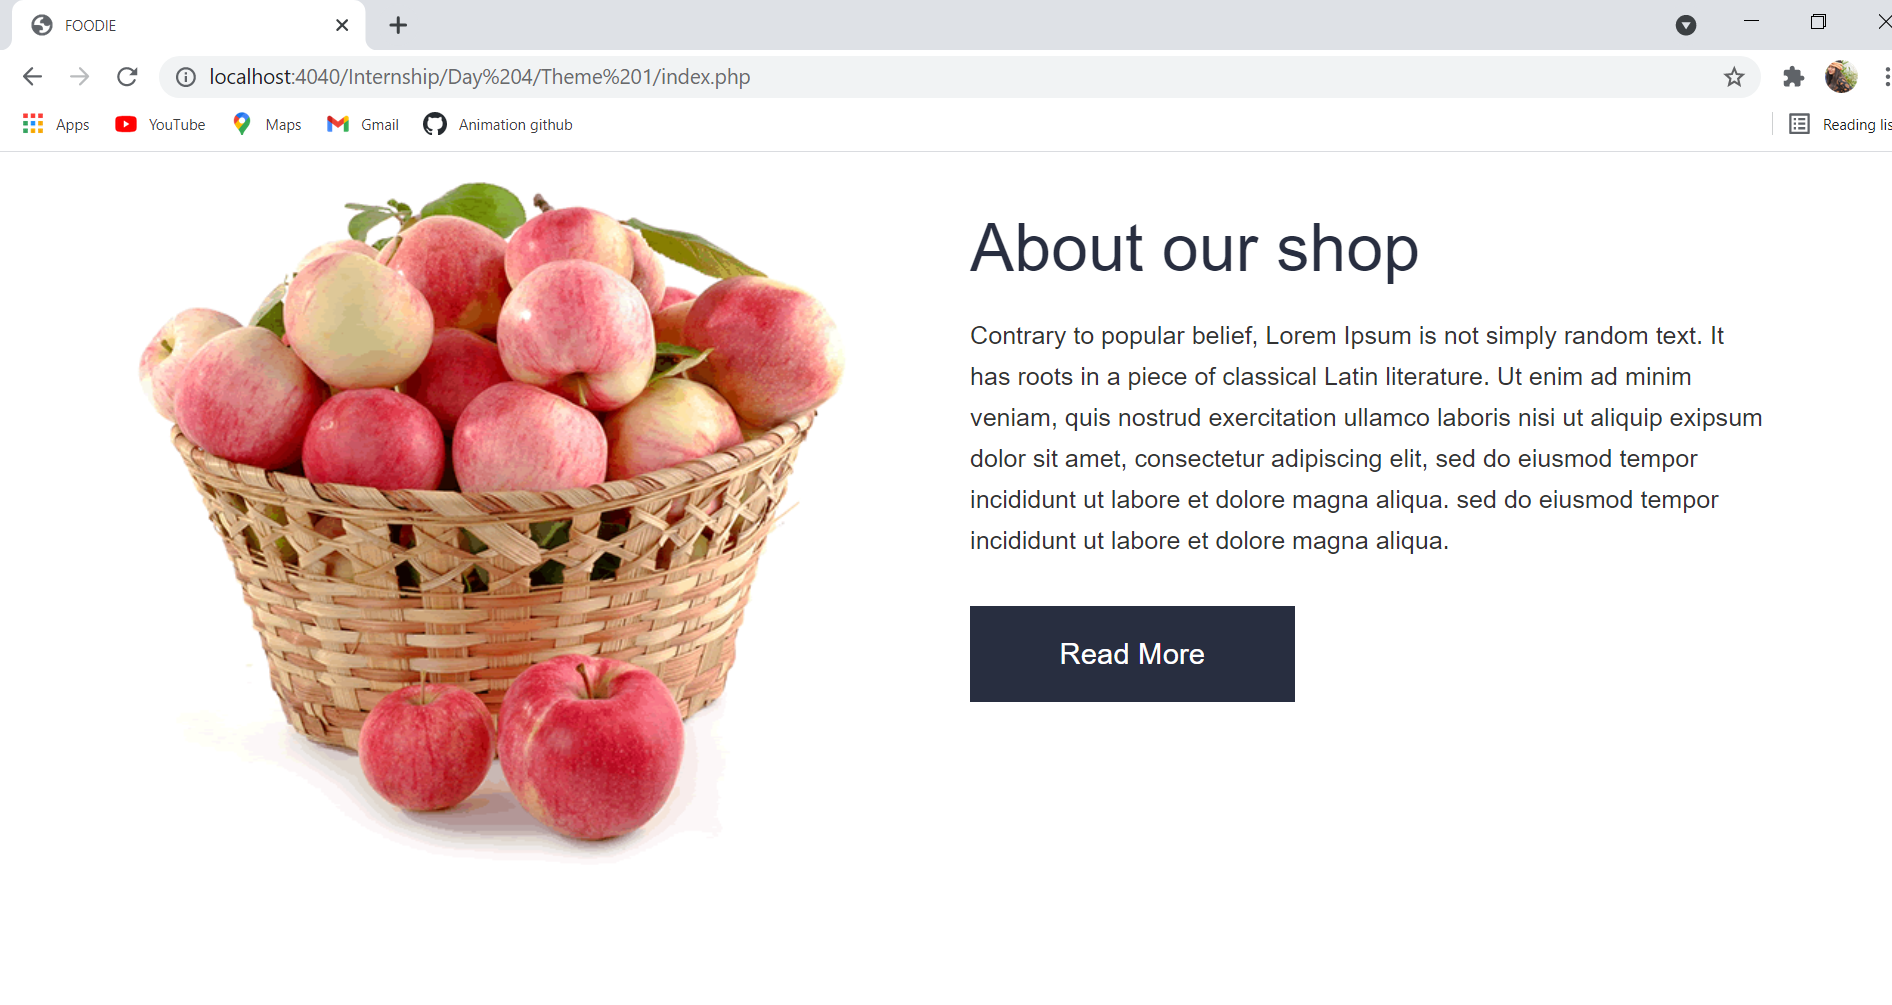 FOODIE
localhost:4040/Internship/Day%204/Theme%201/index.php
Apps YouTube Maps Gmail Animation github Reading lis
About our shop
Contrary to popular belief, Lorem Ipsum is not simply random text. It
has roots in a piece of classical Latin literature. Ut enim ad minim
veniam, quis nostrud exercitation ullamco laboris nisi ut aliquip exipsum
dolor sit amet, consectetur adipiscing elit, sed do eiusmod tempor
incididunt ut labore et dolore magna aliqua. sed do eiusmod tempor
incididunt ut labore et dolore magna aliqua.
Read More